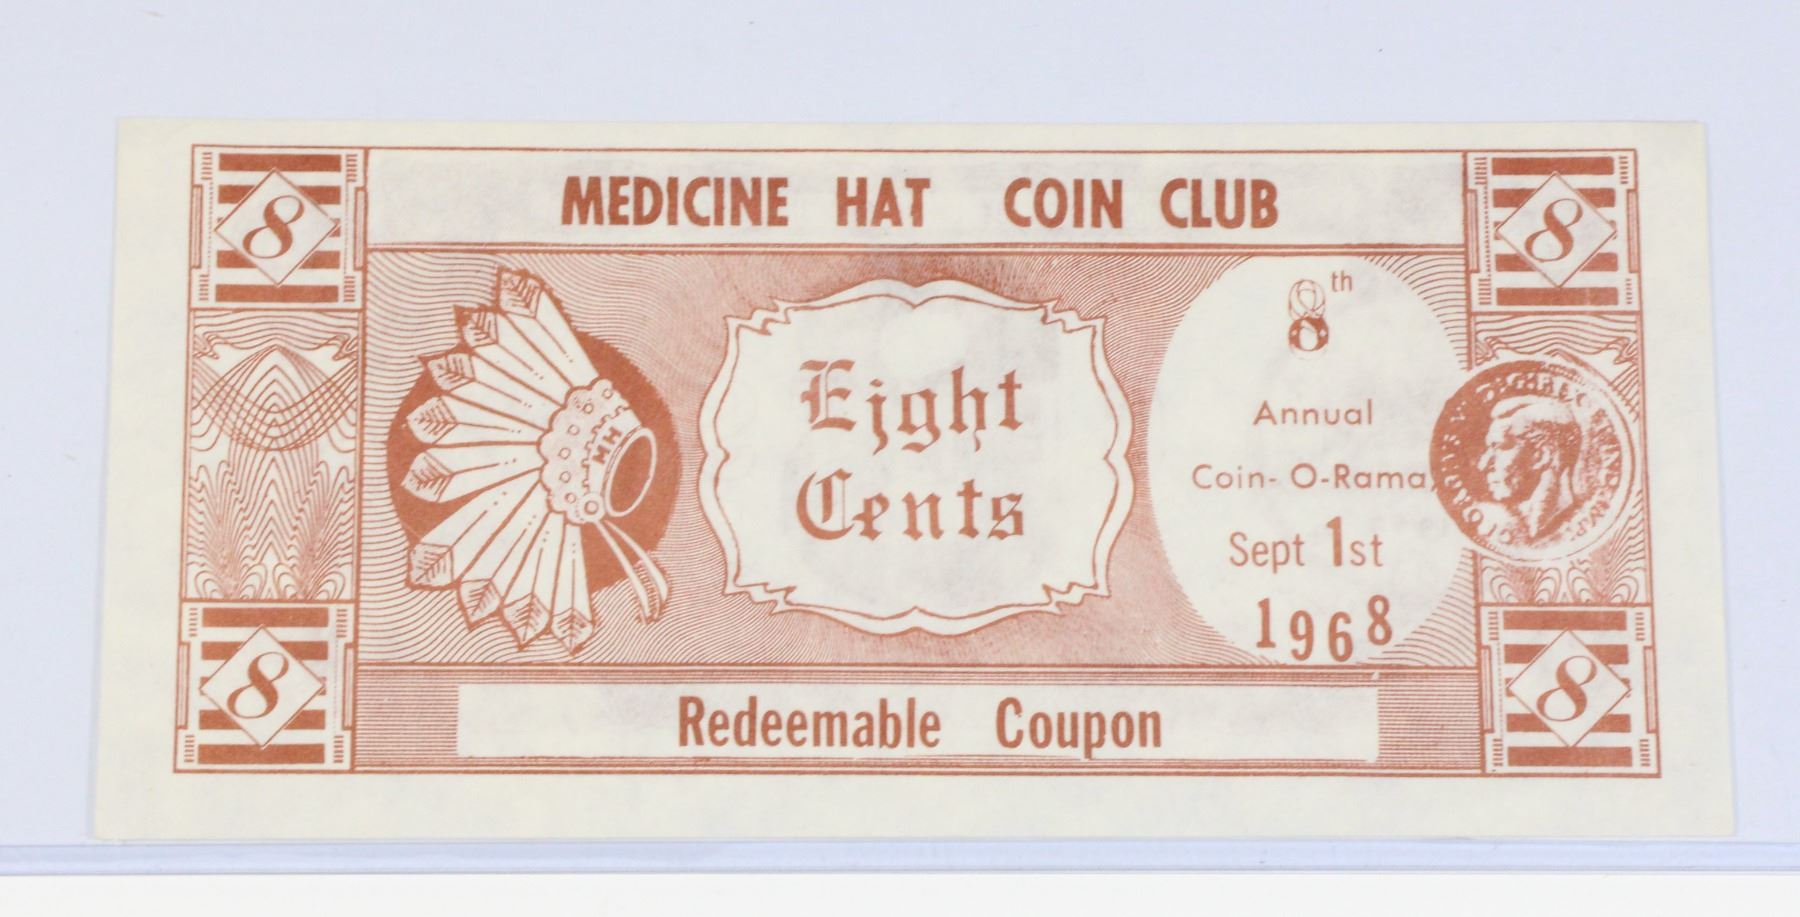 8 MEDICINE HAT COIN CLUB 8
8th
MH
Eight
Cents
Annual
Coin-O-Rama
Sept 1st
1968
8 Redeemable Coupon 8